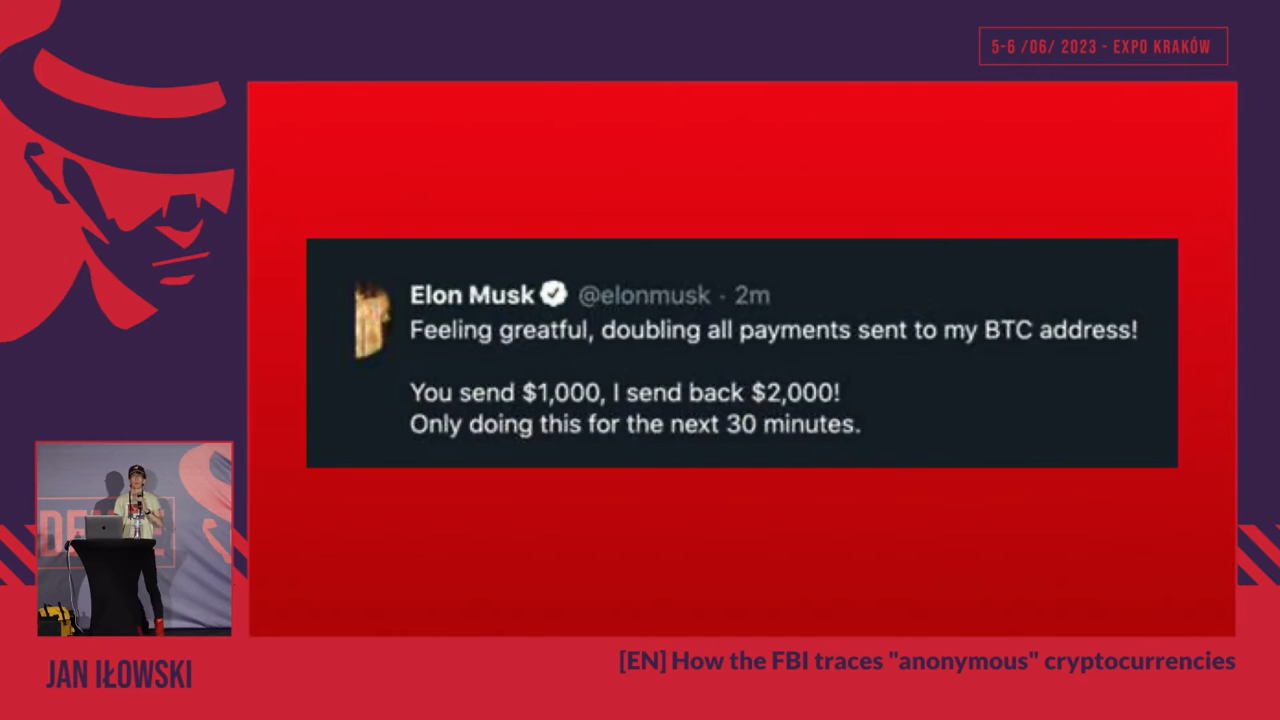 5-6 /06/ 2023 - EXPO KRAKÓW
Elon Musk @elonmusk · 2m
Feeling greatful, doubling all payments sent to my BTC address!
You send $1,000, I send back $2,000!
Only doing this for the next 30 minutes.
JAN IŁOWSKI
[EN] How the FBI traces "anonymous" cryptocurrencies